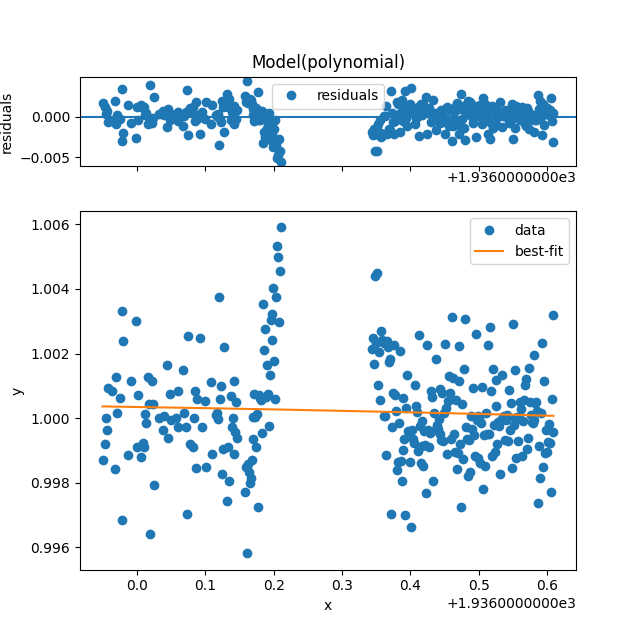 Model(polynomial)
residuals
0.000
−0.005
residuals
+1.9360000000e3
1.006
1.004
1.002
1.000
0.998
0.996
y
data
best-fit
0.0 0.1 0.2 0.3 0.4 0.5 0.6
x
+1.9360000000e3